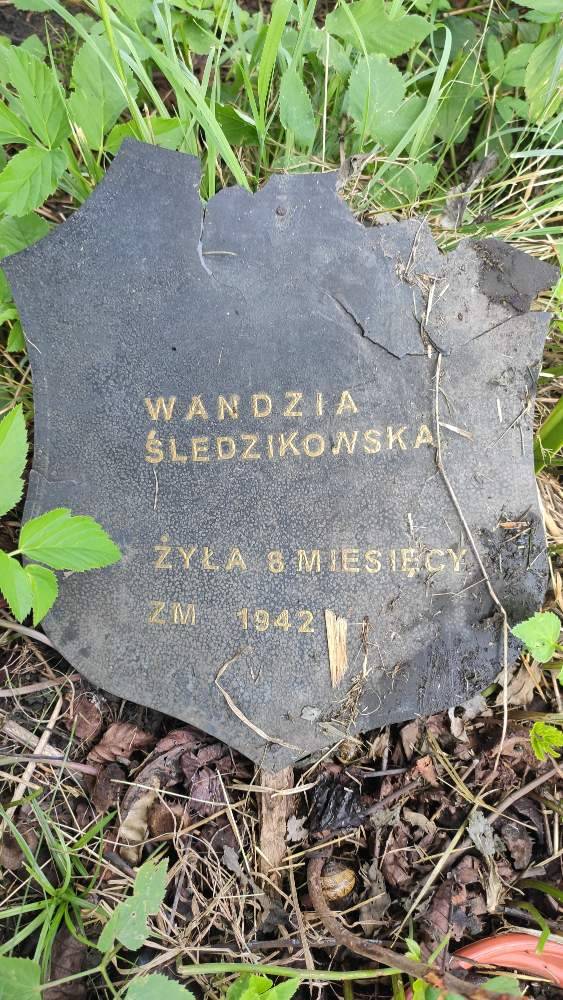 WANDZIA
ŚLEDZIKOWSKA
ŻYŁA 8 MIESIĘCY
ZM 1942